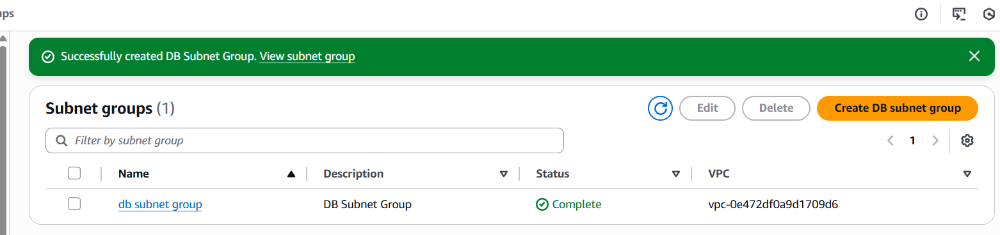 ups
Successfully created DB Subnet Group. View subnet group
Subnet groups (1)
Edit
Delete
Create DB subnet group
Filter by subnet group
1
Name
Description
Status
VPC
db subnet group
DB Subnet Group
Complete
vpc-0e472df0a9d1709d6